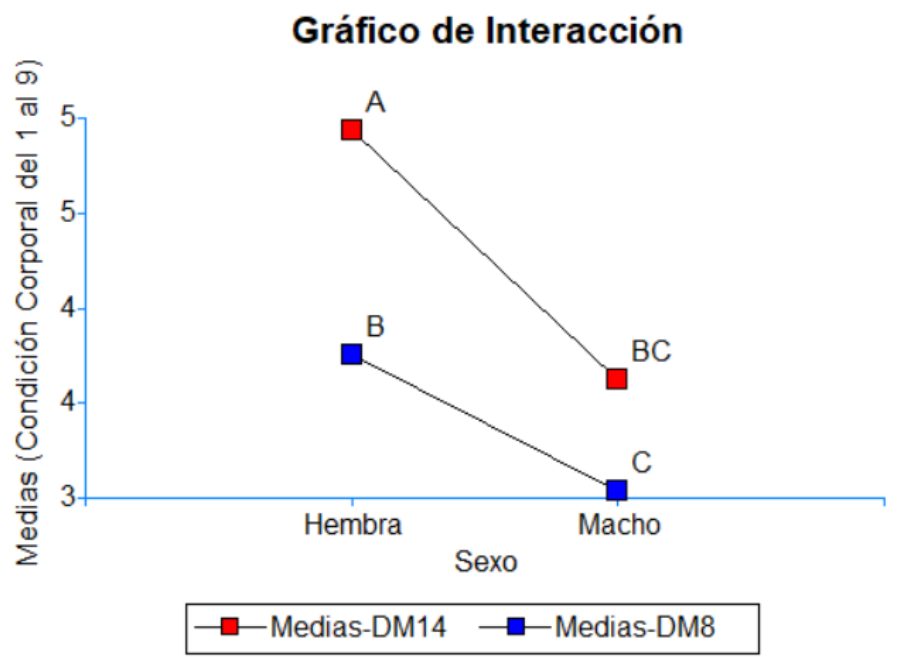 Gráfico de Interacción
Medias (Condición Corporal del 1 al 9)
5
5
4
4
3
A
B
BC
C
Hembra
Macho
Sexo
Medias-DM14
Medias-DM8